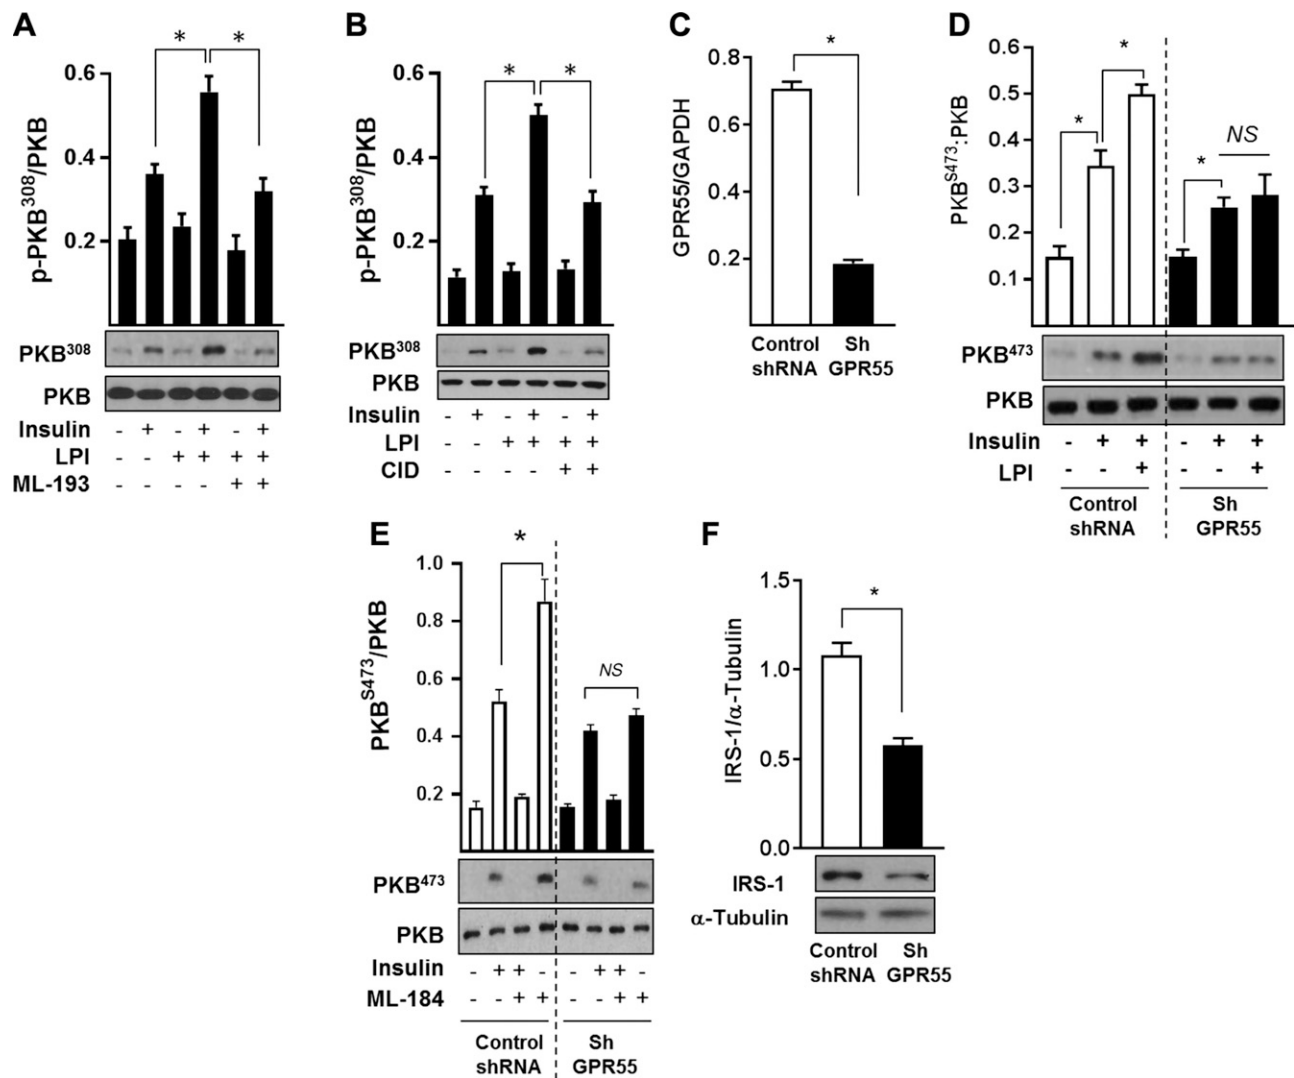 A
* *
0.6
0.4
0.2
p-PKB308/PKB
PKB308
PKB
Insulin - + - + - +
LPI - - + + + +
ML-193 - - - - + +
B
* *
0.6
0.4
0.2
p-PKB308/PKB
PKB308
PKB
Insulin - + - + - +
LPI - - + + + +
CID - - - - + +
C
*
0.8
0.6
0.4
0.2
GPR55/GAPDH
Control Sh
shRNA GPR55
D
* * * NS
0.6
0.5
0.4
0.3
0.2
0.1
PKBS473:PKB
PKB473
PKB
Insulin - + + - + +
LPI - - + - - +
Control Sh
shRNA GPR55
E
* NS
1.0
0.8
0.6
0.4
0.2
PKBS473/PKB
PKB473
PKB
Insulin - + + - - + + -
ML-184 - - + + - - + +
Control Sh
shRNA GPR55
F
*
1.5
1.0
0.5
0.0
IRS-1/α-Tubulin
IRS-1
α-Tubulin
Control Sh
shRNA GPR55